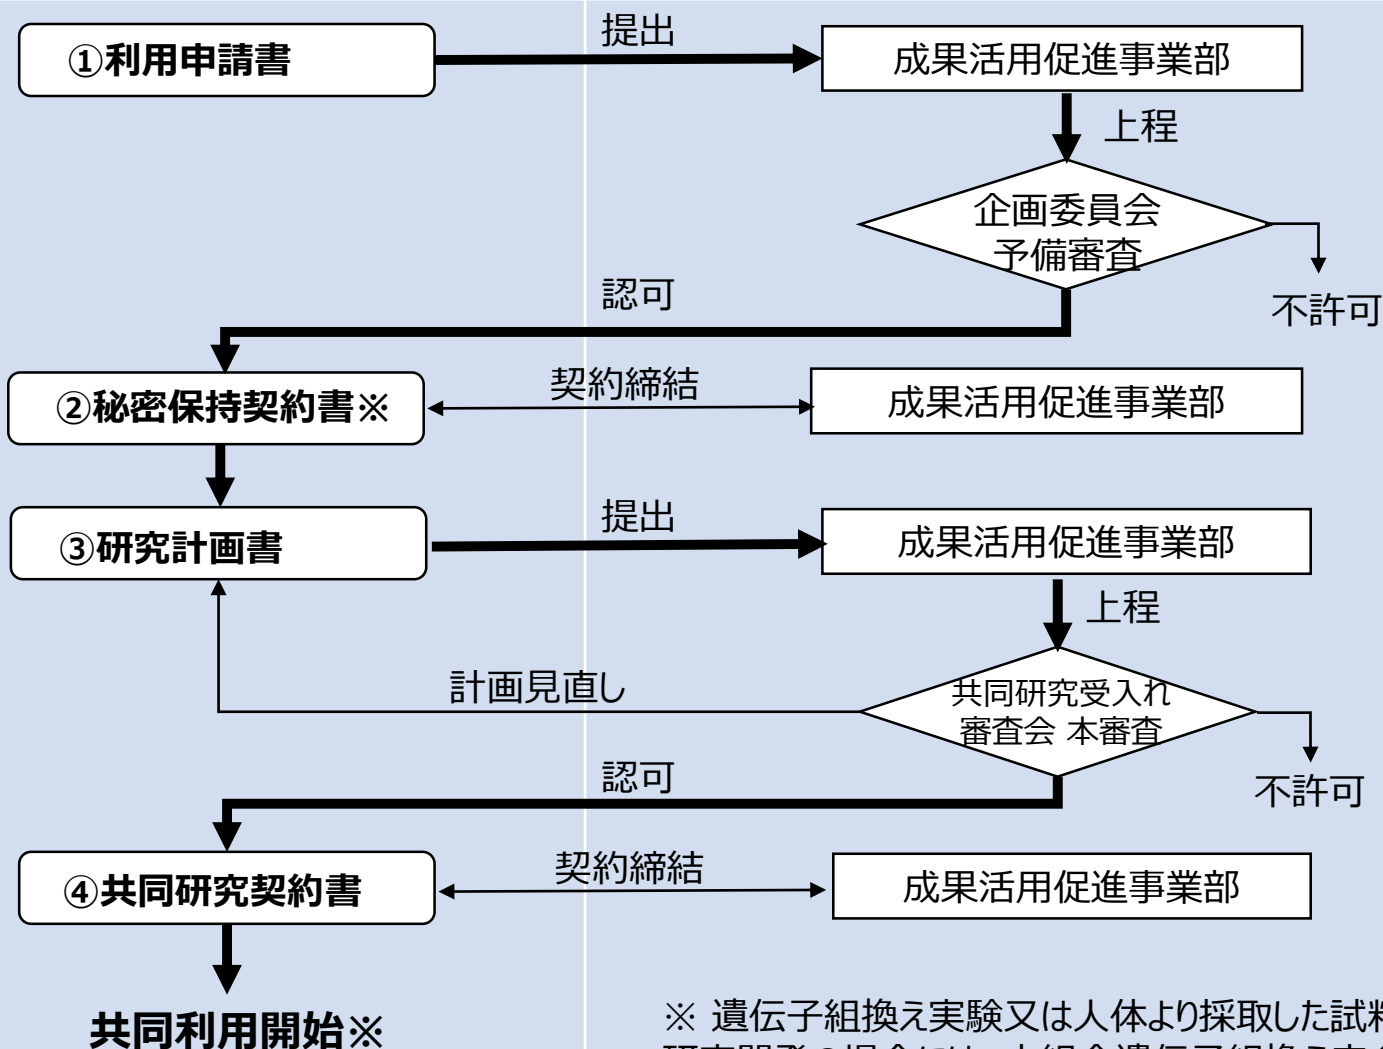 ①利用申請書
提出
成果活用促進事業部
上程
企画委員会
予備審査
不許可
認可
②秘密保持契約書※
契約締結
成果活用促進事業部
③研究計画書
提出
成果活用促進事業部
上程
共同研究受入れ
審査会 本審査
計画見直し
不許可
認可
④共同研究契約書
契約締結
成果活用促進事業部
共同利用開始※
※ 遺伝子組換え実験又は人体より採取した試料